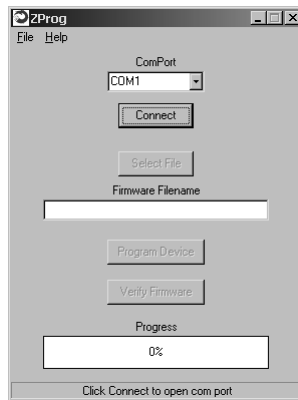 ZProg
File Help
ComPort
COM1
Connect
Select File
Firmware Filename
Program Device
Verify Firmware
Progress
0%
Click Connect to open com port